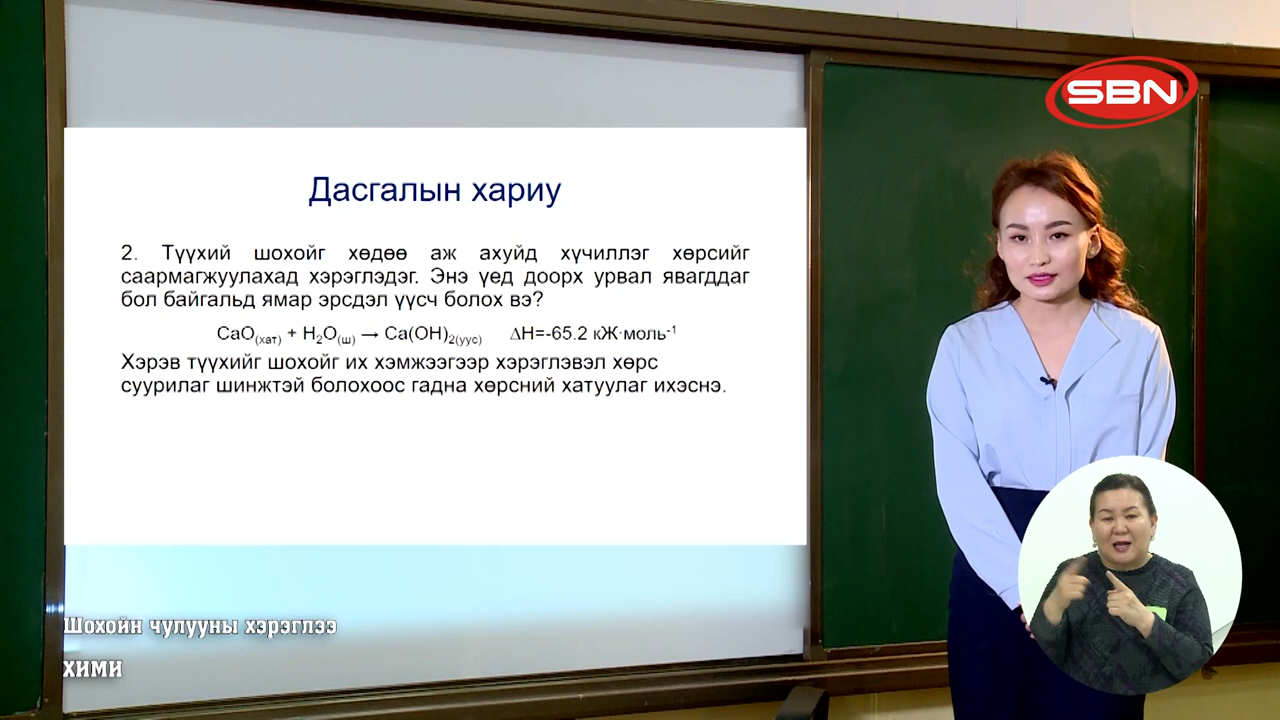 SBN
Дасгалын хариу
2. Түүхий шохойг хөдөө аж ахуйд хүчиллэг хөрсийг
саармагжуулахад хэрэглэдэг. Энэ үед доорх урвал явагддаг
бол байгальд ямар эрсдэл үүсч болох вэ?
CaO(хат) + H2O(ш) → Ca(OH)2(уус) ∆H=-65.2 кЖ·моль-1
Хэрэв түүхийг шохойг их хэмжээгээр хэрэглэвэл хөрс
суурилаг шинжтэй болохоос гадна хөрсний хатуулаг ихэснэ.
Шохойн чулууны хэрэглээ
ХИМИ